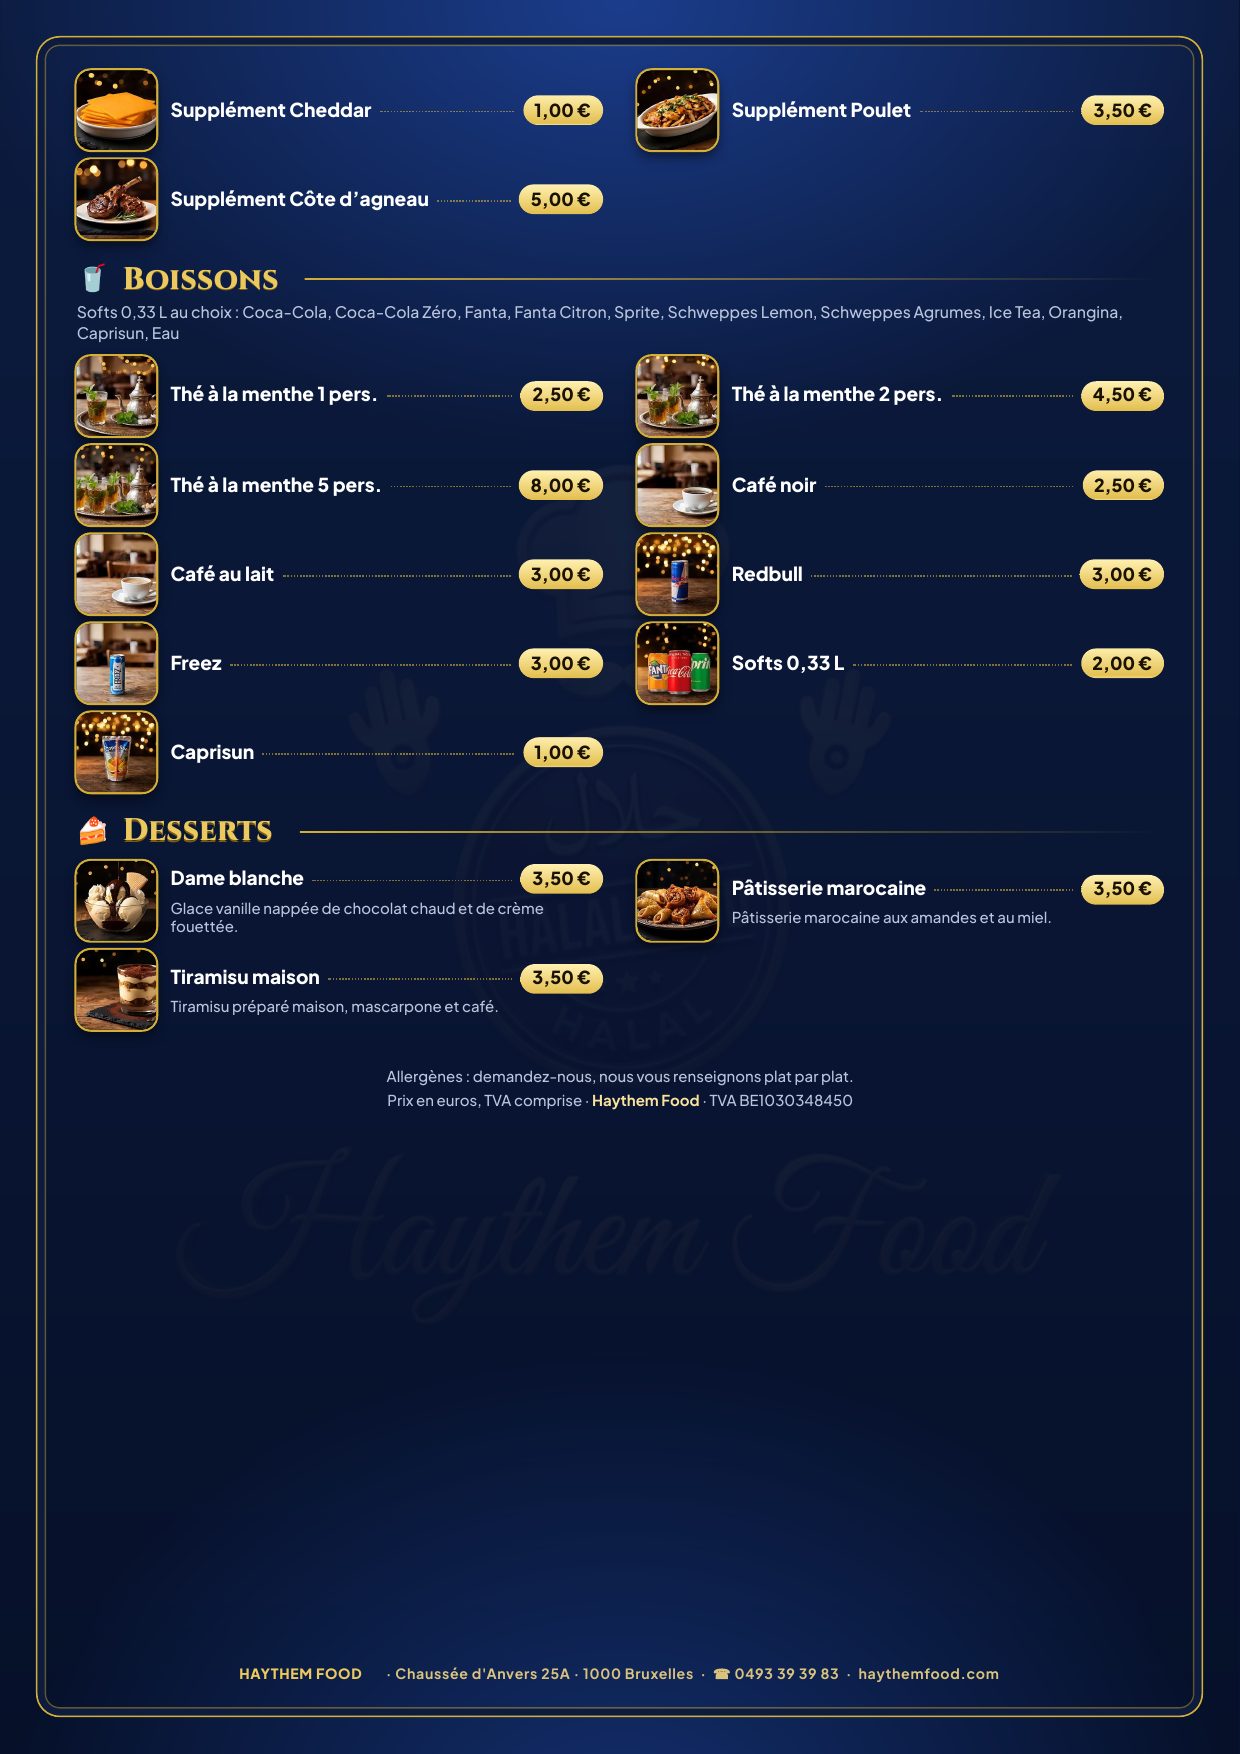 Supplément Cheddar 1,00 €
Supplément Poulet 3,50 €
Supplément Côte d’agneau 5,00 €
Boissons
Softs 0,33 L au choix : Coca-Cola, Coca-Cola Zéro, Fanta, Fanta Citron, Sprite, Schweppes Lemon, Schweppes Agrumes, Ice Tea, Orangina,
Caprisun, Eau
Thé à la menthe 1 pers. 2,50 €
Thé à la menthe 2 pers. 4,50 €
Thé à la menthe 5 pers. 8,00 €
Café noir 2,50 €
Café au lait 3,00 €
Redbull 3,00 €
Freez 3,00 €
Softs 0,33 L 2,00 €
Caprisun 1,00 €
حلال
Desserts
Dame blanche 3,50 €
Glace vanille nappée de chocolat chaud et de crème
fouettée.
Pâtisserie marocaine 3,50 €
Pâtisserie marocaine aux amandes et au miel.
HALAL
Tiramisu maison 3,50 €
Tiramisu préparé maison, mascarpone et café.
HALAL
Allergènes : demandez-nous, nous vous renseignons plat par plat.
Prix en euros, TVA comprise · Haythem Food · TVA BE1030348450
Haythem Food
HAYTHEM FOOD · Chaussée d'Anvers 25A · 1000 Bruxelles · ☎ 0493 39 39 83 · haythemfood.com